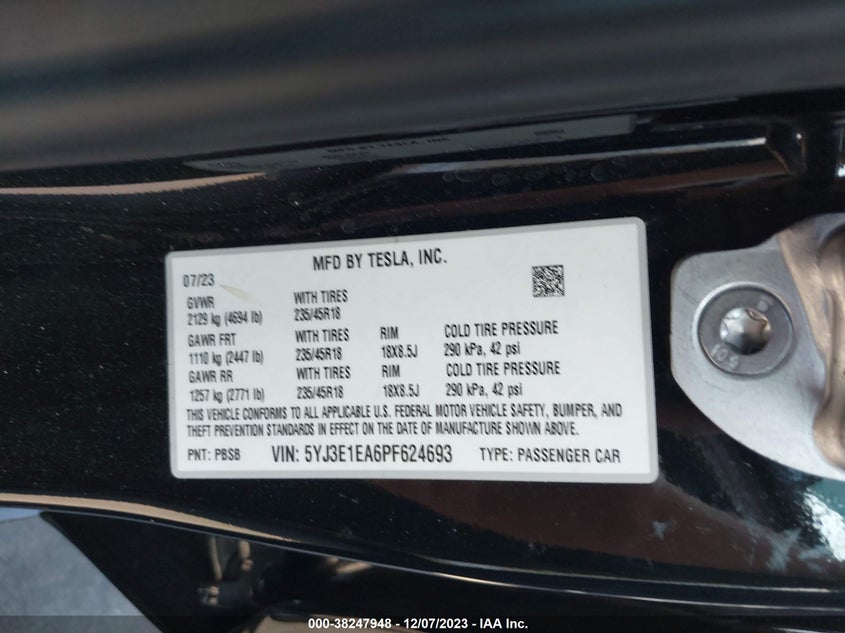 MFD BY TESLA, INC.
07/23
GVWR WITH TIRES
2129 kg (4694 lb) 235/45R18
GAWR FRT WITH TIRES RIM COLD TIRE PRESSURE
1110 kg (2447 lb) 235/45R18 18X8.5J 290 kPa, 42 psi
GAWR RR WITH TIRES RIM COLD TIRE PRESSURE
1257 kg (2771 lb) 235/45R18 18X8.5J 290 kPa, 42 psi
THIS VEHICLE CONFORMS TO ALL APPLICABLE U.S. FEDERAL MOTOR VEHICLE SAFETY, BUMPER, AND
THEFT PREVENTION STANDARDS IN EFFECT ON THE DATE OF MANUFACTURE SHOWN ABOVE.
PNT: PBSB VIN: 5YJ3E1EA6PF624693 TYPE: PASSENGER CAR
000-38247948 - 12/07/2023 - IAA Inc.